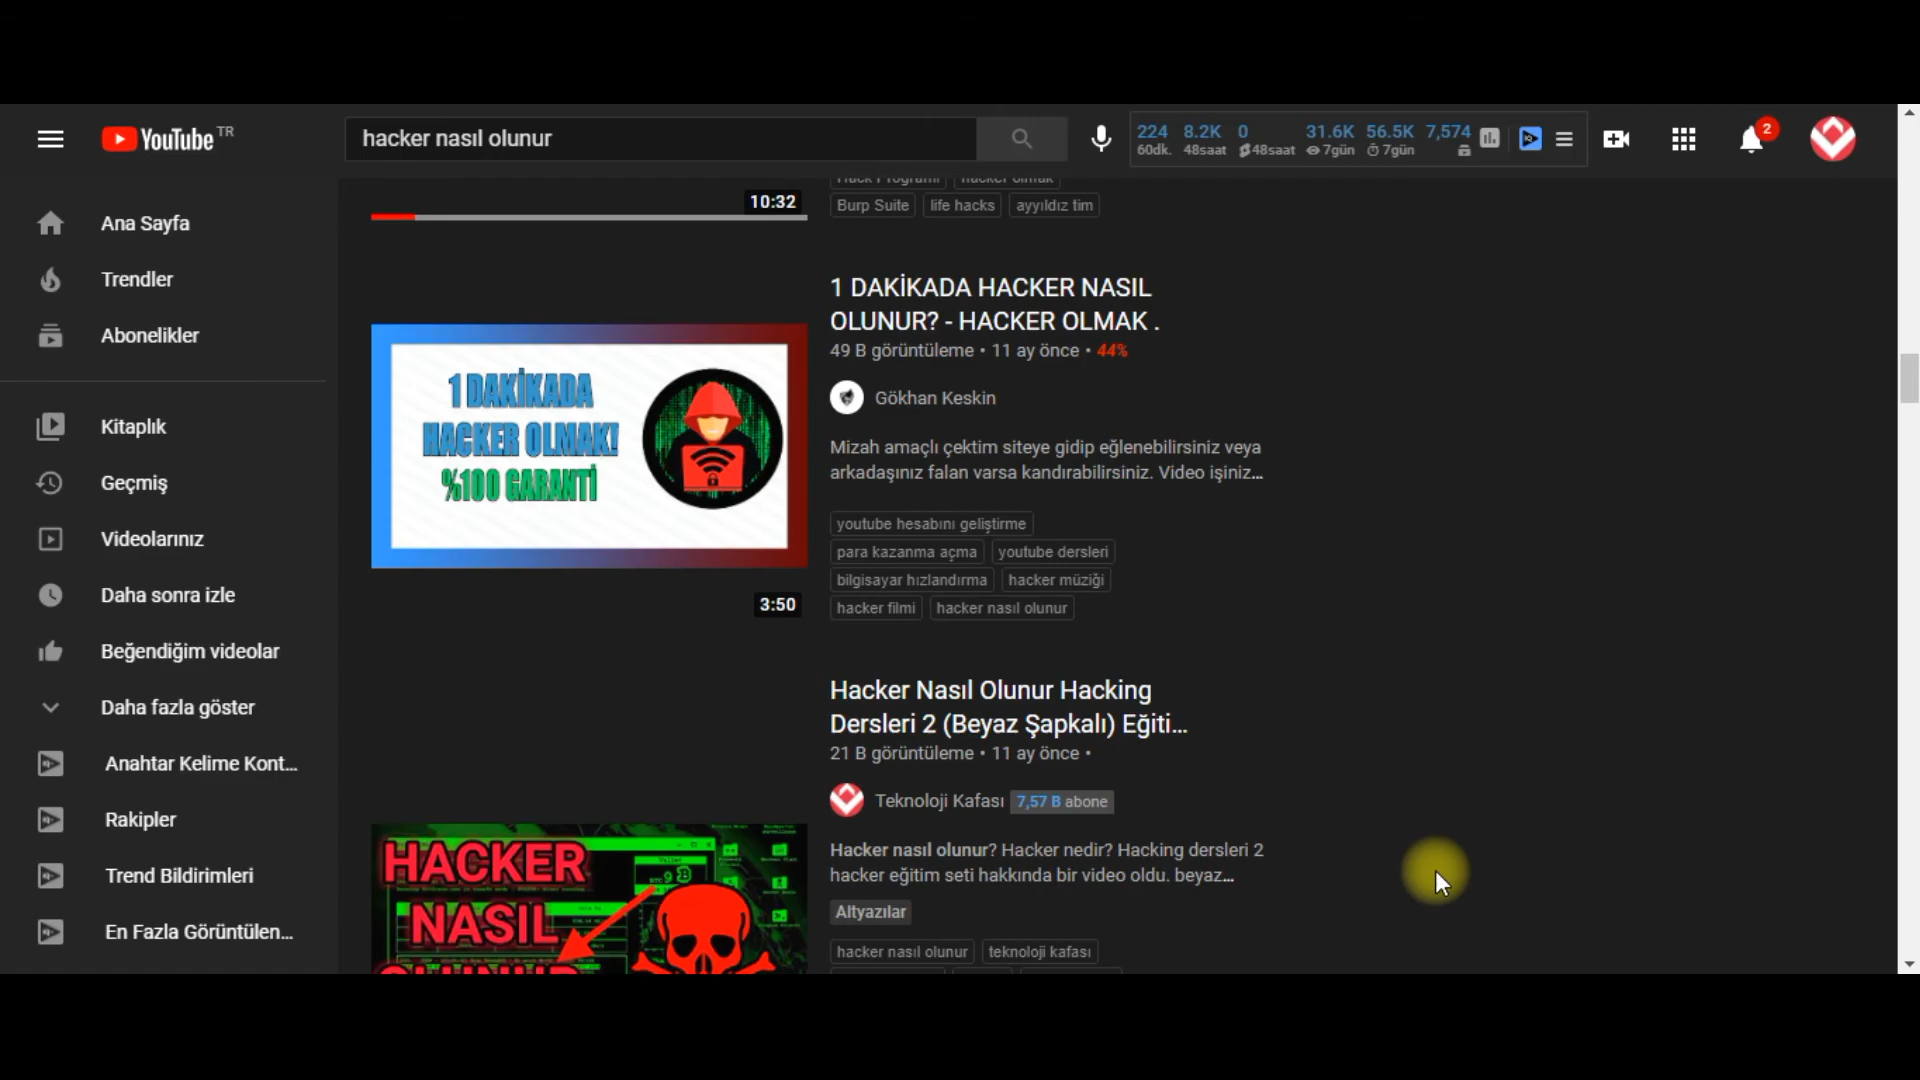 YouTube TR
hacker nasıl olunur
224 8.2K 0 31.6K 56.5K 7,574
60dk. 48saat 48saat 7gün 7gün
2
Ana Sayfa
Trendler
Abonelikler
Kitaplık
Geçmiş
Videolarınız
Daha sonra izle
Beğendiğim videolar
Daha fazla göster
Anahtar Kelime Kont...
Rakipler
Trend Bildirimleri
En Fazla Görüntülen...
10:32
Hack Programı hacker olmak
Burp Suite life hacks ayyıldız tim
1 DAKİKADA
HACKER OLMAK!
%100 GARANTİ
3:50
1 DAKİKADA HACKER NASIL
OLUNUR? - HACKER OLMAK .
49 B görüntüleme • 11 ay önce • 44%
Gökhan Keskin
Mizah amaçlı çektim siteye gidip eğlenebilirsiniz veya
arkadaşınız falan varsa kandırabilirsiniz. Video işiniz...
youtube hesabını geliştirme
para kazanma açma youtube dersleri
bilgisayar hızlandırma hacker müziği
hacker filmi hacker nasıl olunur
HACKER
NASIL
OLUNUR
Hacker Nasıl Olunur Hacking
Dersleri 2 (Beyaz Şapkalı) Eğiti...
21 B görüntüleme • 11 ay önce •
Teknoloji Kafası 7,57 B abone
Hacker nasıl olunur? Hacker nedir? Hacking dersleri 2
hacker eğitim seti hakkında bir video oldu. beyaz...
Altyazılar
hacker nasıl olunur teknoloji kafası